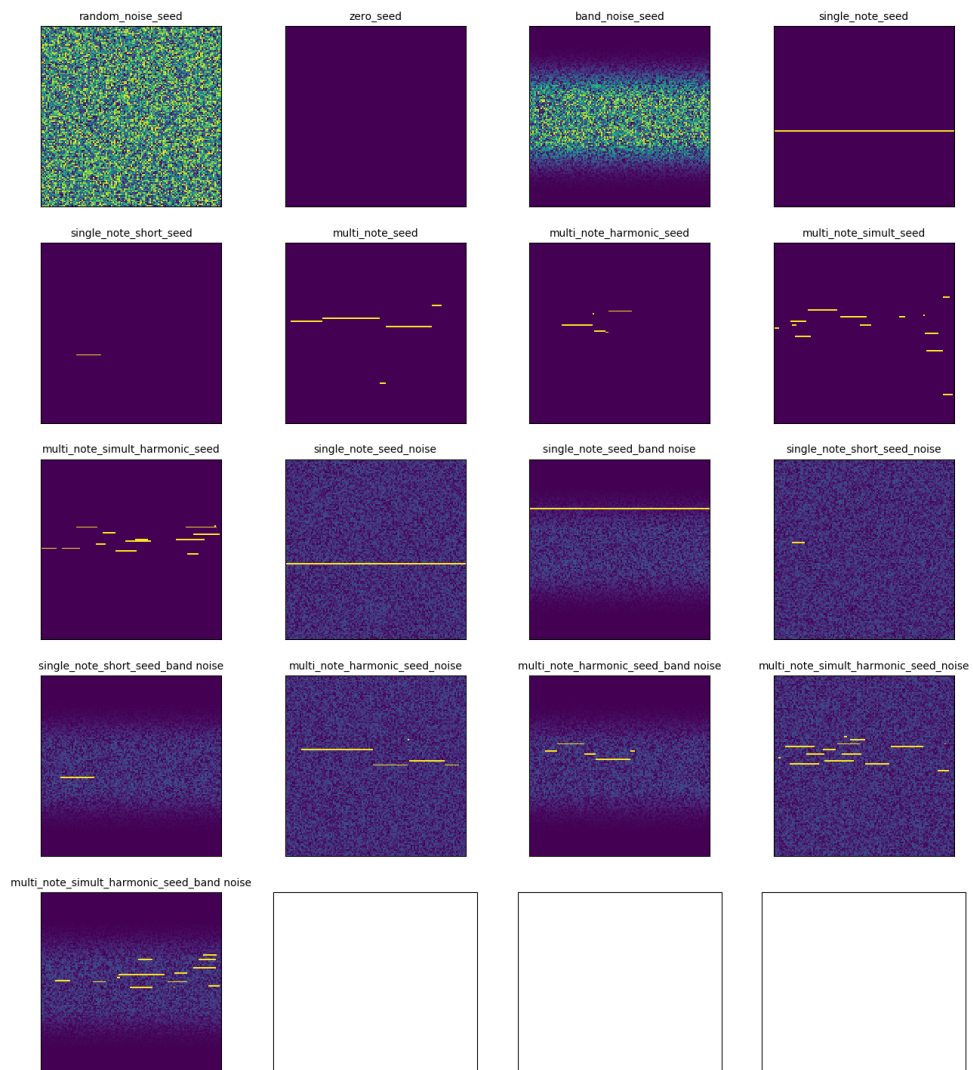 random_noise_seed
zero_seed
band_noise_seed
single_note_seed
single_note_short_seed
multi_note_seed
multi_note_harmonic_seed
multi_note_simult_seed
multi_note_simult_harmonic_seed
single_note_seed_noise
single_note_seed_band noise
single_note_short_seed_noise
single_note_short_seed_band noise
multi_note_harmonic_seed_noise
multi_note_harmonic_seed_band noise
multi_note_simult_harmonic_seed_noise
multi_note_simult_harmonic_seed_band noise